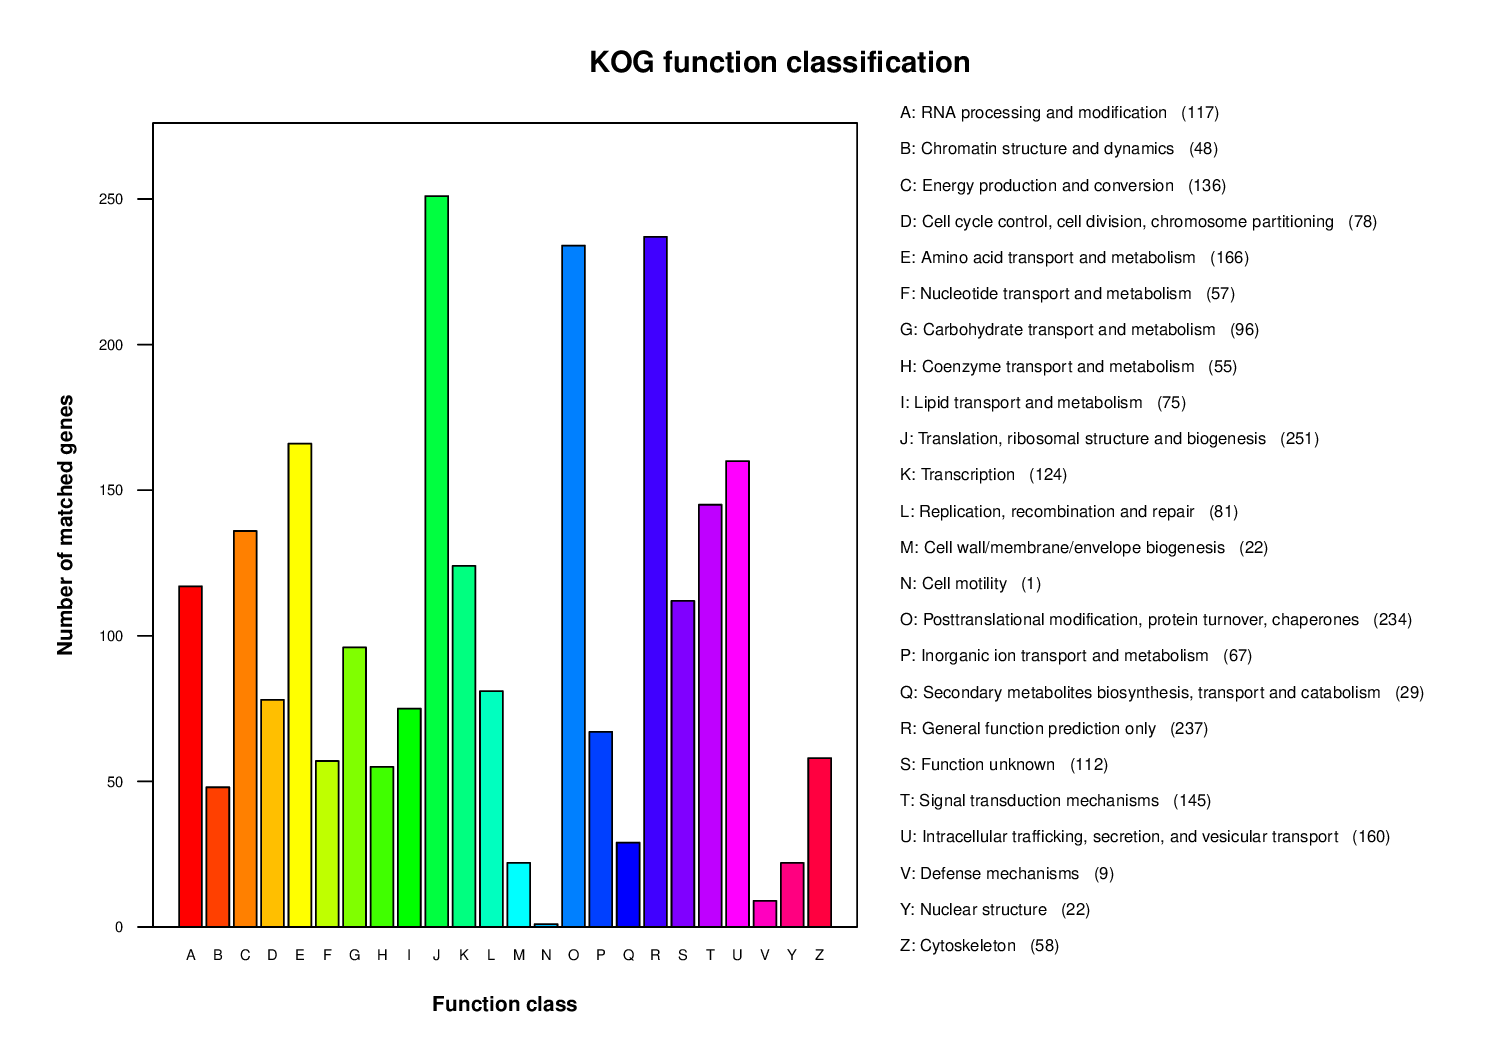 KOG function classification
250
200
150
100
50
0
Number of matched genes
A B C D E F G H I J K L M N O P Q R S T U V Y Z
Function class
A: RNA processing and modification (117)
B: Chromatin structure and dynamics (48)
C: Energy production and conversion (136)
D: Cell cycle control, cell division, chromosome partitioning (78)
E: Amino acid transport and metabolism (166)
F: Nucleotide transport and metabolism (57)
G: Carbohydrate transport and metabolism (96)
H: Coenzyme transport and metabolism (55)
I: Lipid transport and metabolism (75)
J: Translation, ribosomal structure and biogenesis (251)
K: Transcription (124)
L: Replication, recombination and repair (81)
M: Cell wall/membrane/envelope biogenesis (22)
N: Cell motility (1)
O: Posttranslational modification, protein turnover, chaperones (234)
P: Inorganic ion transport and metabolism (67)
Q: Secondary metabolites biosynthesis, transport and catabolism (29)
R: General function prediction only (237)
S: Function unknown (112)
T: Signal transduction mechanisms (145)
U: Intracellular trafficking, secretion, and vesicular transport (160)
V: Defense mechanisms (9)
Y: Nuclear structure (22)
Z: Cytoskeleton (58)